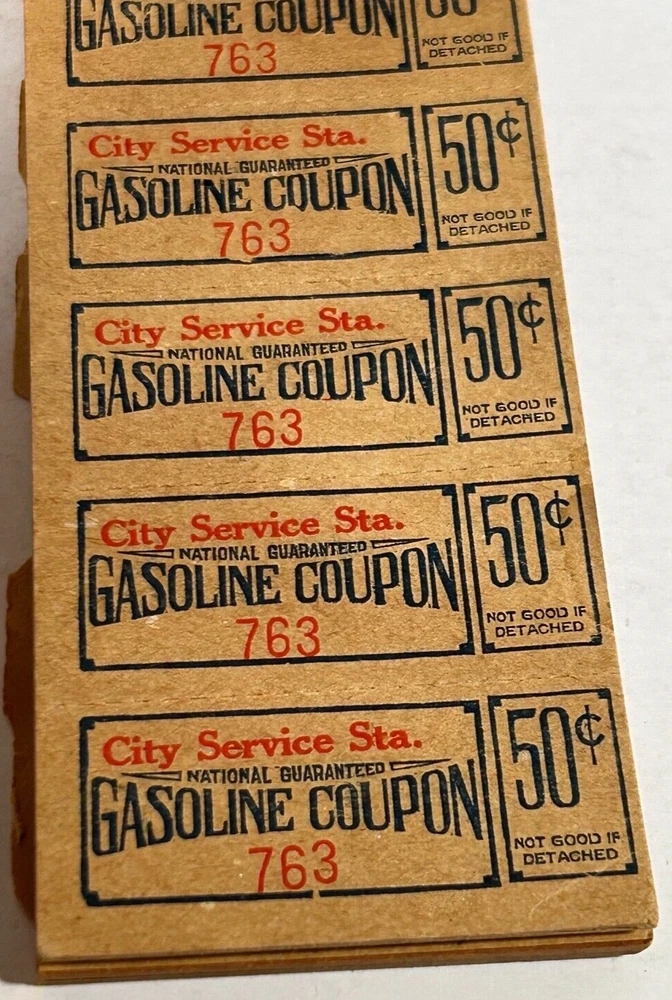 GASOLINE COUPON
763
50
NOT GOOD IF
DETACHED
City Service Sta.
NATIONAL GUARANTEED
GASOLINE COUPON
763
50¢
NOT GOOD IF
DETACHED
City Service Sta.
NATIONAL GUARANTEED
GASOLINE COUPON
763
50¢
NOT GOOD IF
DETACHED
City Service Sta.
NATIONAL GUARANTEED
GASOLINE COUPON
763
50¢
NOT GOOD IF
DETACHED
City Service Sta.
NATIONAL GUARANTEED
GASOLINE COUPON
763
50¢
NOT GOOD IF
DETACHED